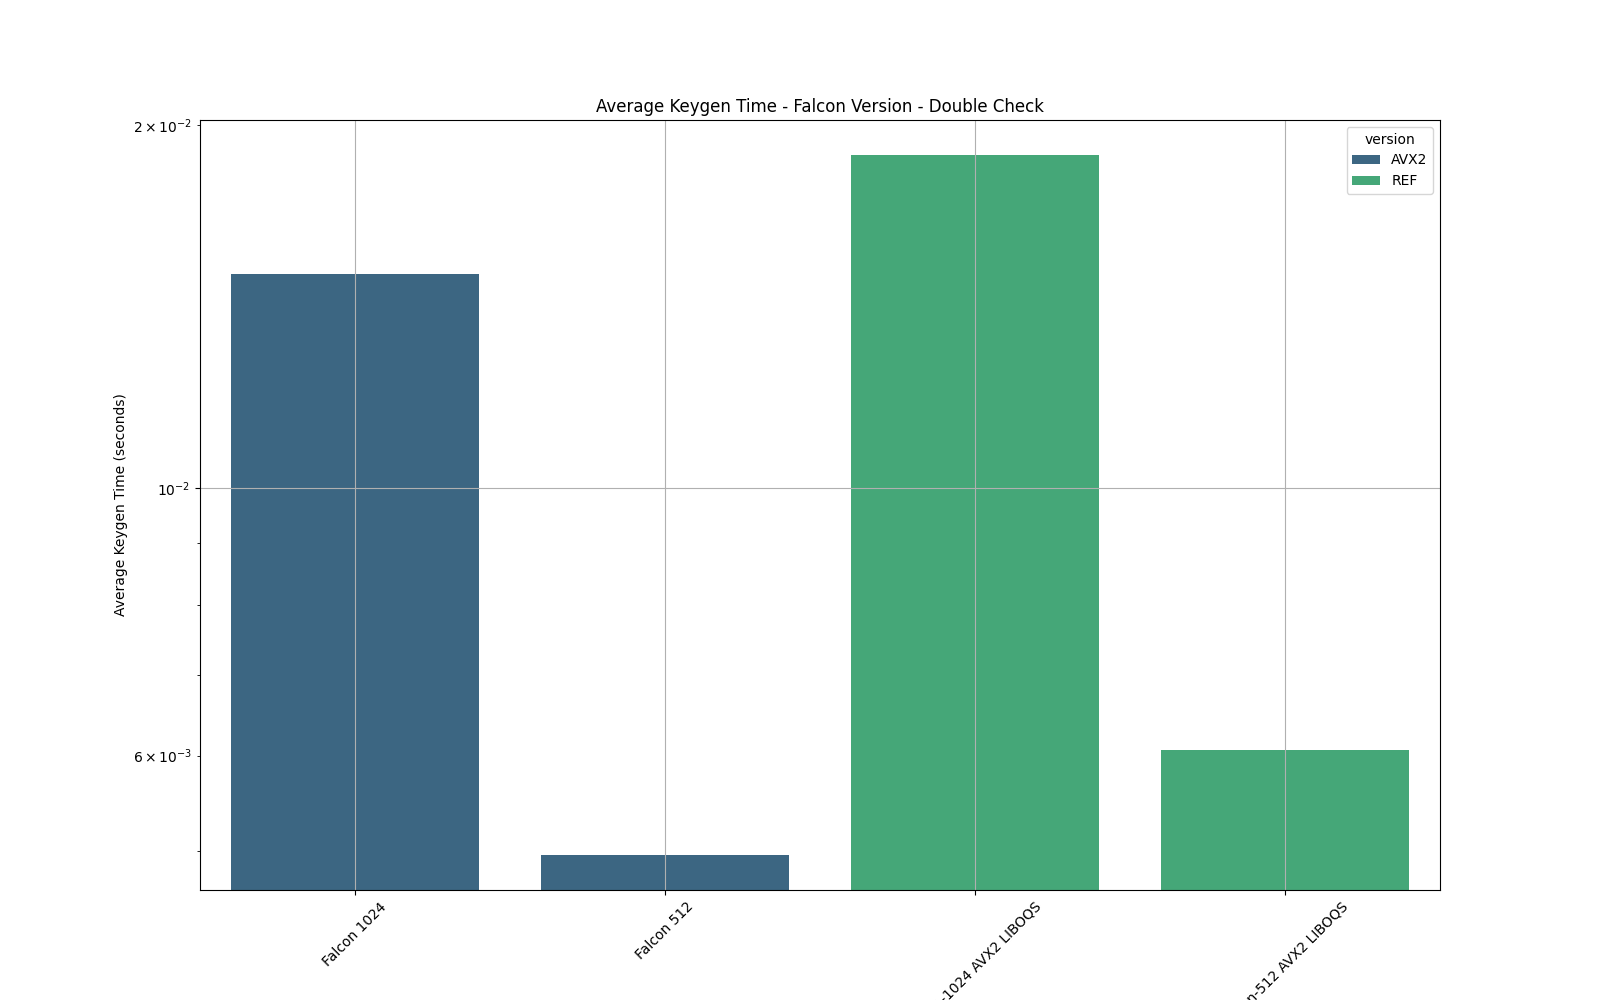 Average Keygen Time - Falcon Version - Double Check
version
AVX2
REF
Average Keygen Time (seconds)
2 × 10⁻²
10⁻²
6 × 10⁻³
Falcon 1024
Falcon 512
-1024 AVX2 LIBOQS
n-512 AVX2 LIBOQS